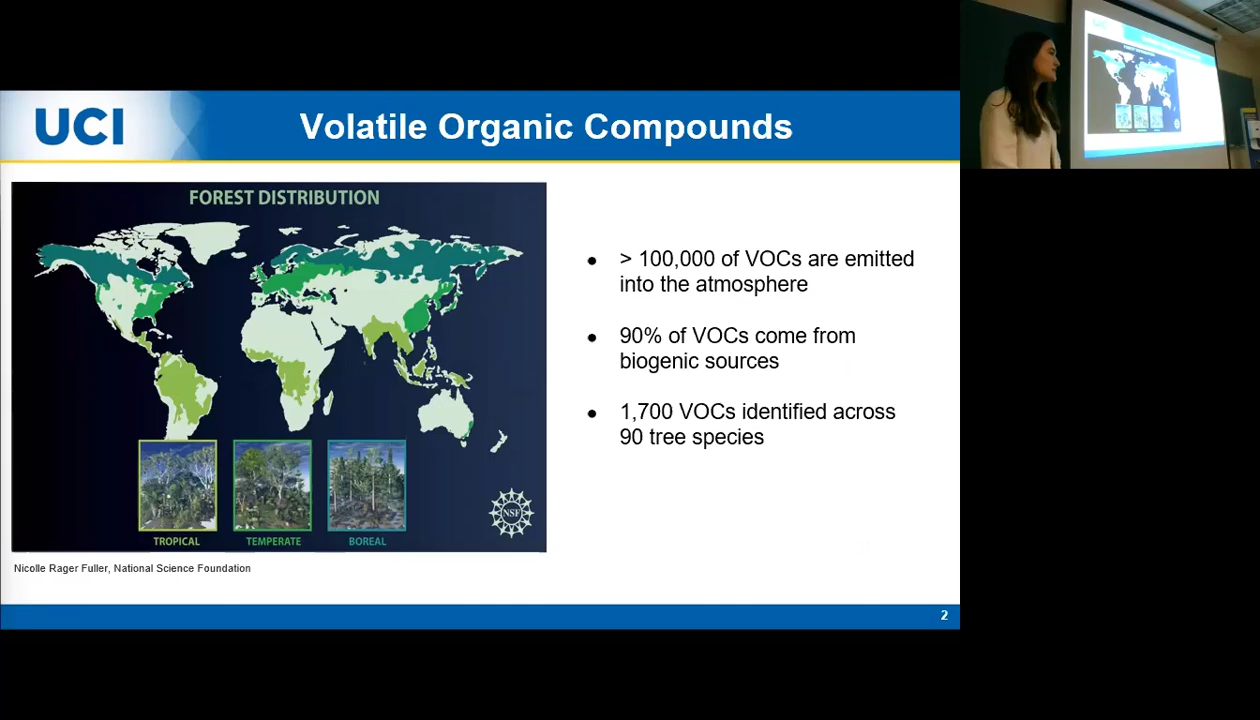 UCI
Volatile Organic Compounds
FOREST DISTRIBUTION
TROPICAL
TEMPERATE
BOREAL
NSF
Nicolle Rager Fuller, National Science Foundation
● > 100,000 of VOCs are emitted
into the atmosphere
● 90% of VOCs come from
biogenic sources
● 1,700 VOCs identified across
90 tree species
2
UCI